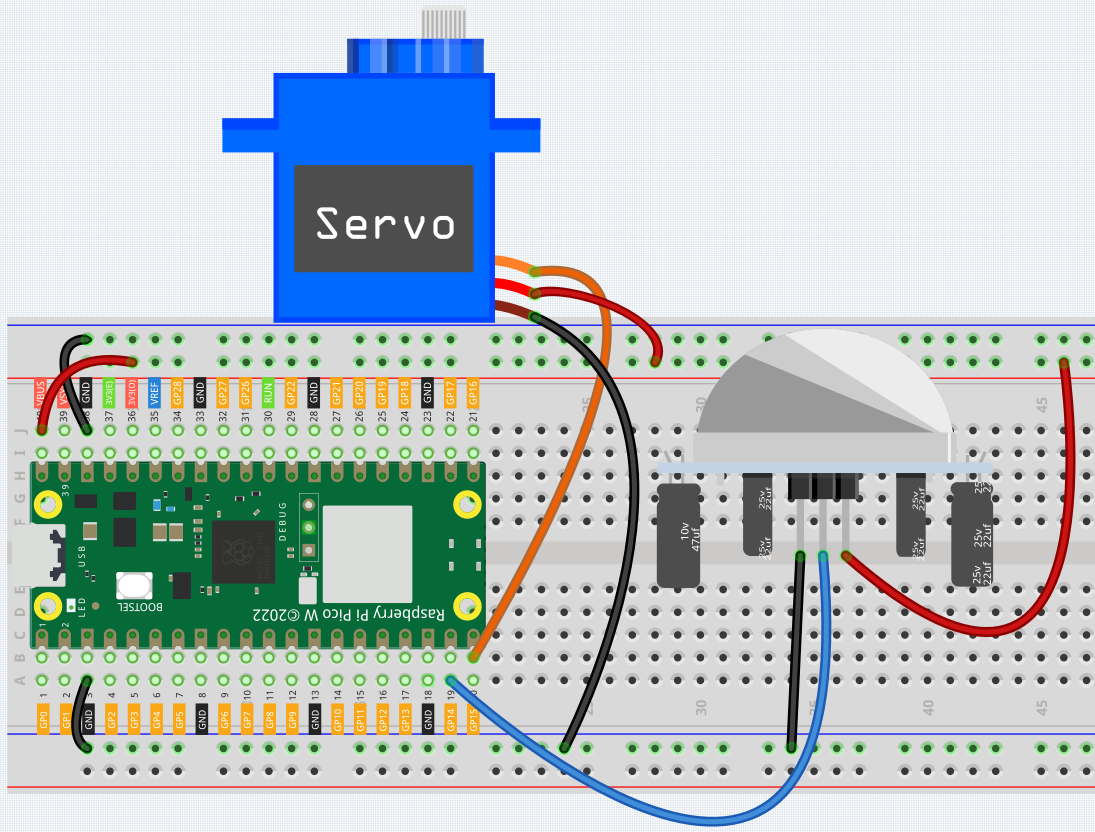 Servo
VBUS
GND
3V3(E)
3V3(O)
VREF
GP28
GND
GP27
GP26
RUN
GP22
GND
GP21
GP20
GP19
GP18
GND
GP17
GP16
39 38 37 36 35 34 33 32 31 30 29 28 27 26 25 24 23 22 21
30
45
J
I
H
G
F
39
USB
DEBUG
BOOTSEL
LED
1
2
Raspberry Pi Pico W ©2022
10v
47uf
25v
22uf
25v
22uf
25v
22uf
25v
22uf
E
D
C
B
A
1 2 3 4 5 6 7 8 9 10 11 12 13 14 15 16 17 18 19
30
35
40
45
GP0
GP1
GND
GP2
GP3
GP4
GP5
GND
GP6
GP7
GP8
GP9
GND
GP10
GP11
GP12
GP13
GND
GP14
GP15